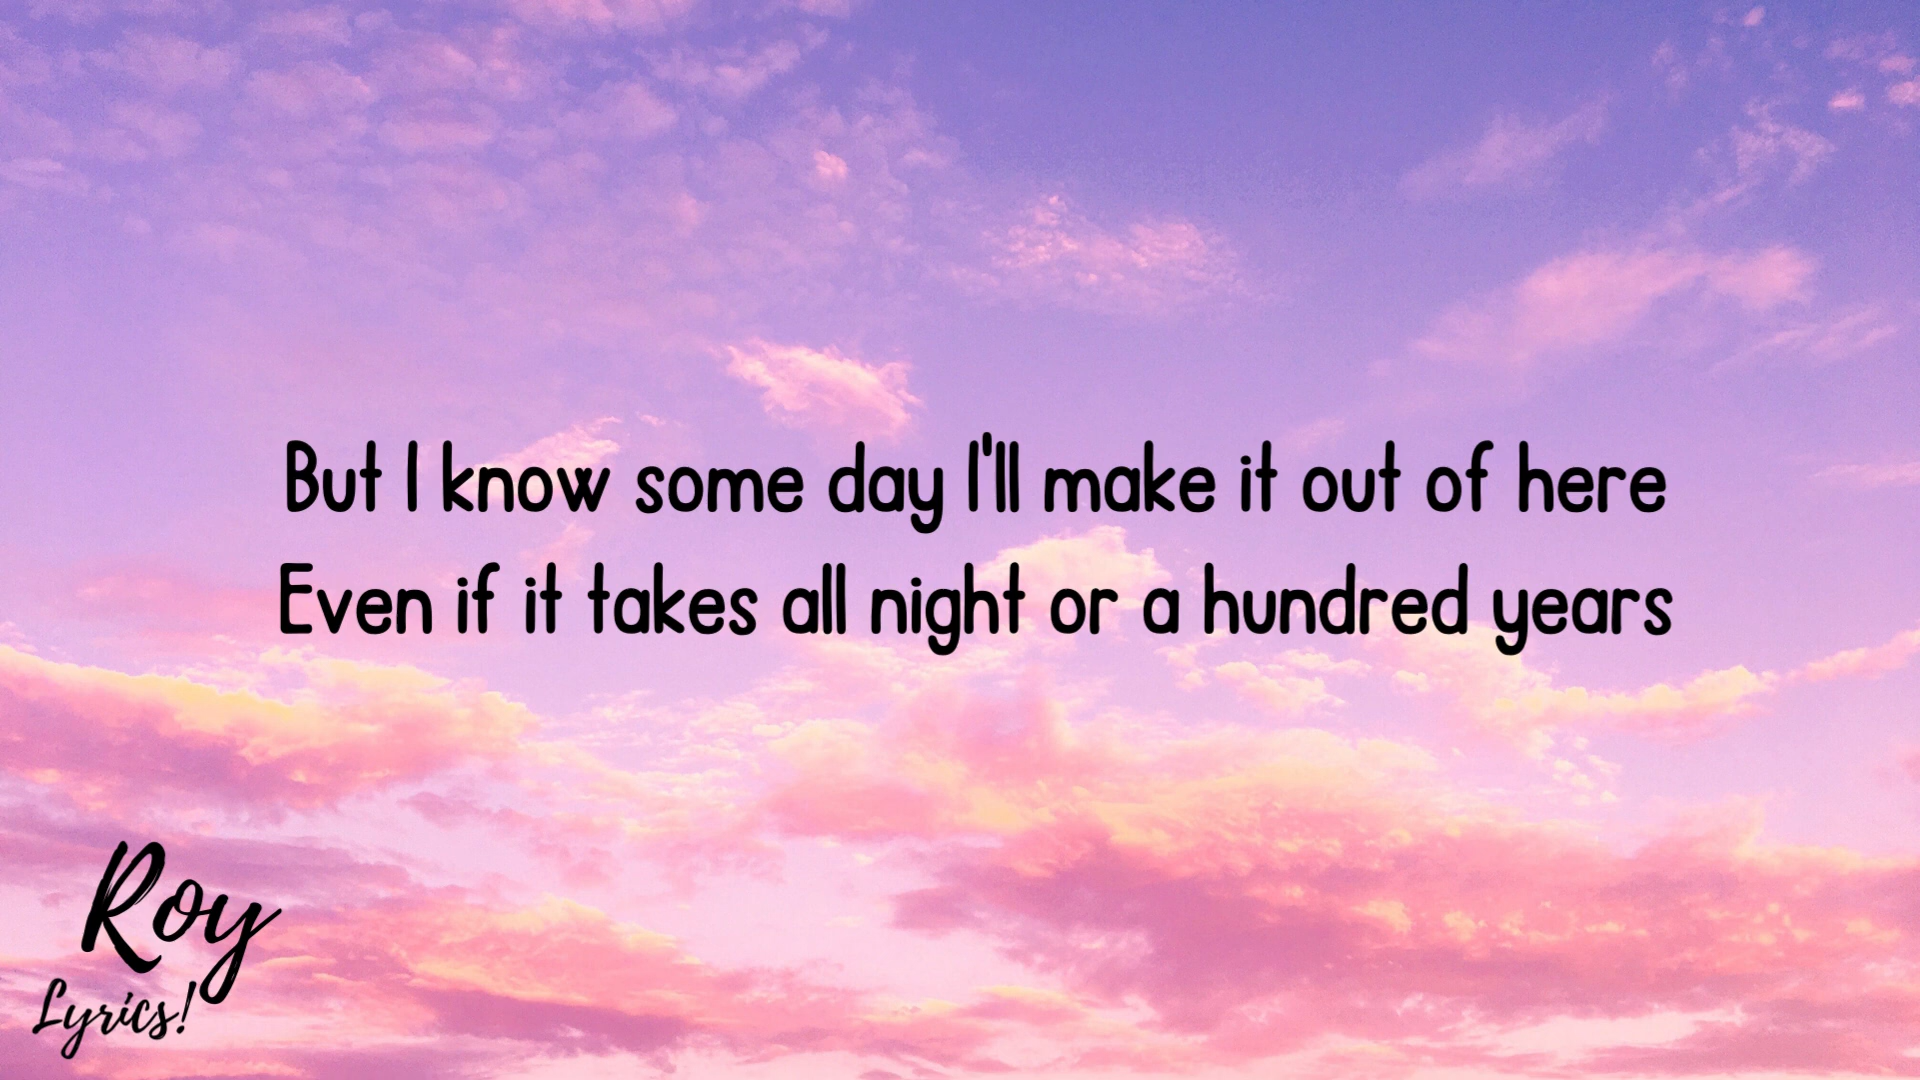 But I know some day I'll make it out of here
Even if it takes all night or a hundred years
Roy
Lyrics!